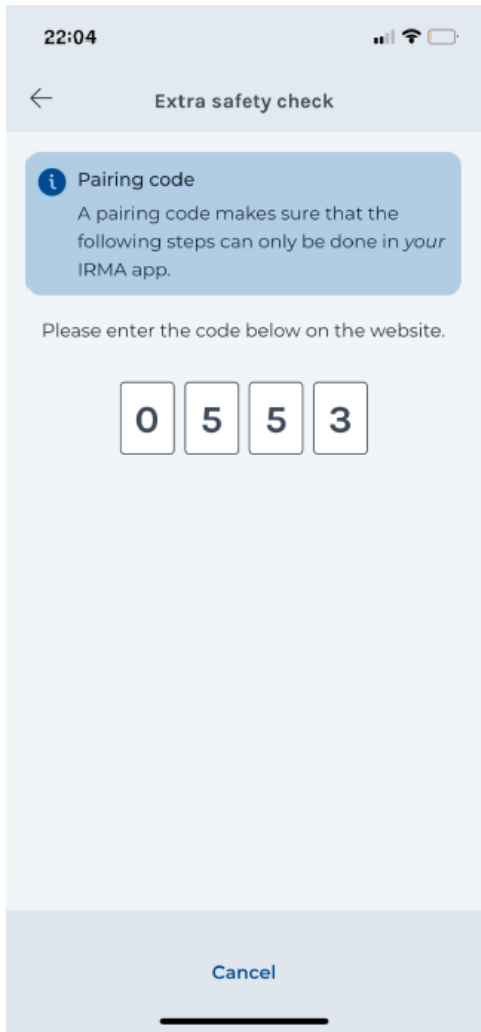 22:04
Extra safety check
i Pairing code
A pairing code makes sure that the
following steps can only be done in your
IRMA app.
Please enter the code below on the website.
0 5 5 3
Cancel